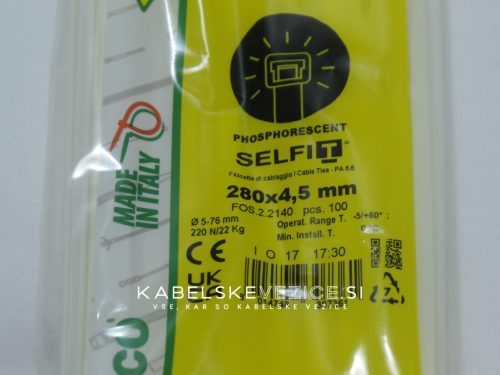 PHOSPHORESCENT
SELFIT
Fascette di cablaggio / Cable Ties - PA 6.6
280x4,5 mm
FOS.2.2140 pcs. 100
Ø 5-76 mm
220 N/22 Kg
Operat. Range T. -5/+60°
Min. Install. T.
MADE
IN ITALY
CE
I O 17 17:30
UK
KABELSKEVEZICE.SI
VSE, KAR SO KABELSKE VEZICE
CO